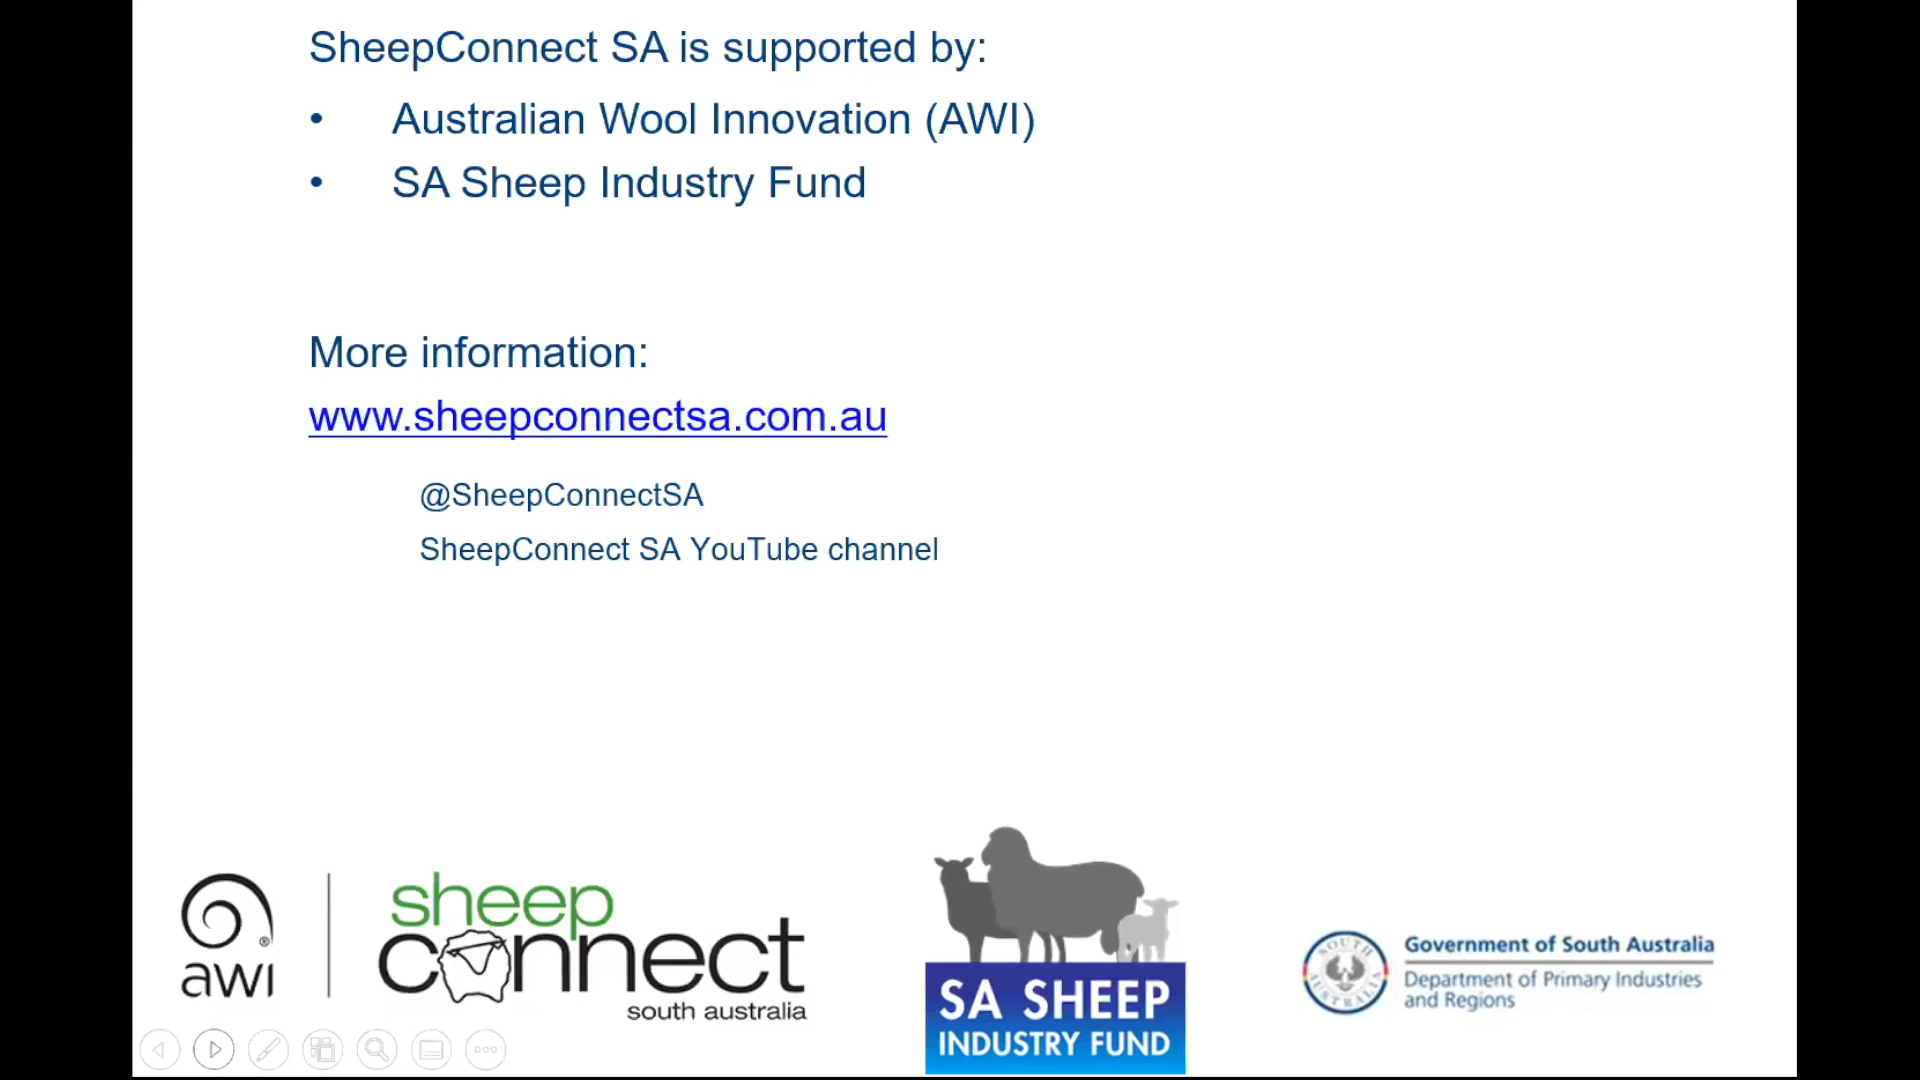 SheepConnect SA is supported by:
• Australian Wool Innovation (AWI)
• SA Sheep Industry Fund
More information:
www.sheepconnectsa.com.au
@SheepConnectSA
SheepConnect SA YouTube channel
awi
®
sheep
connect
south australia
SA SHEEP
INDUSTRY FUND
SOUTH AUSTRALIA
Government of South Australia
Department of Primary Industries
and Regions